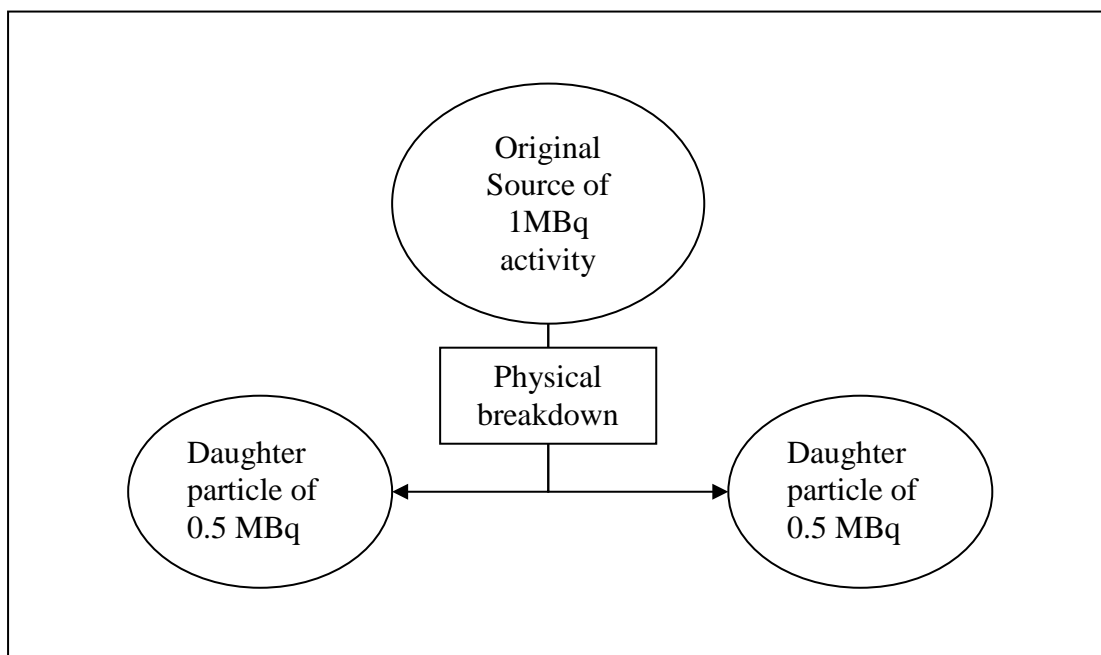 Original
Source of
1MBq
activity
Physical
breakdown
Daughter
particle of
0.5 MBq
Daughter
particle of
0.5 MBq